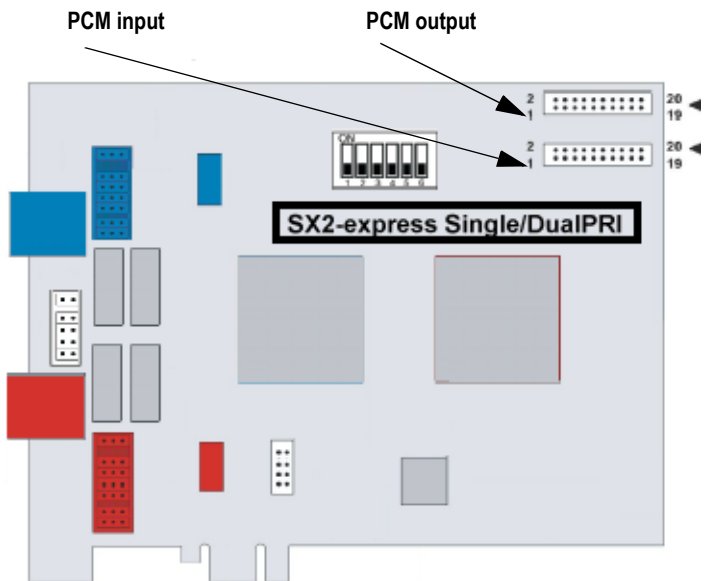 PCM input
PCM output
2
1
20
19
2
1
20
19
ON
1 2 3 4 5 6
SX2-express Single/DualPRI